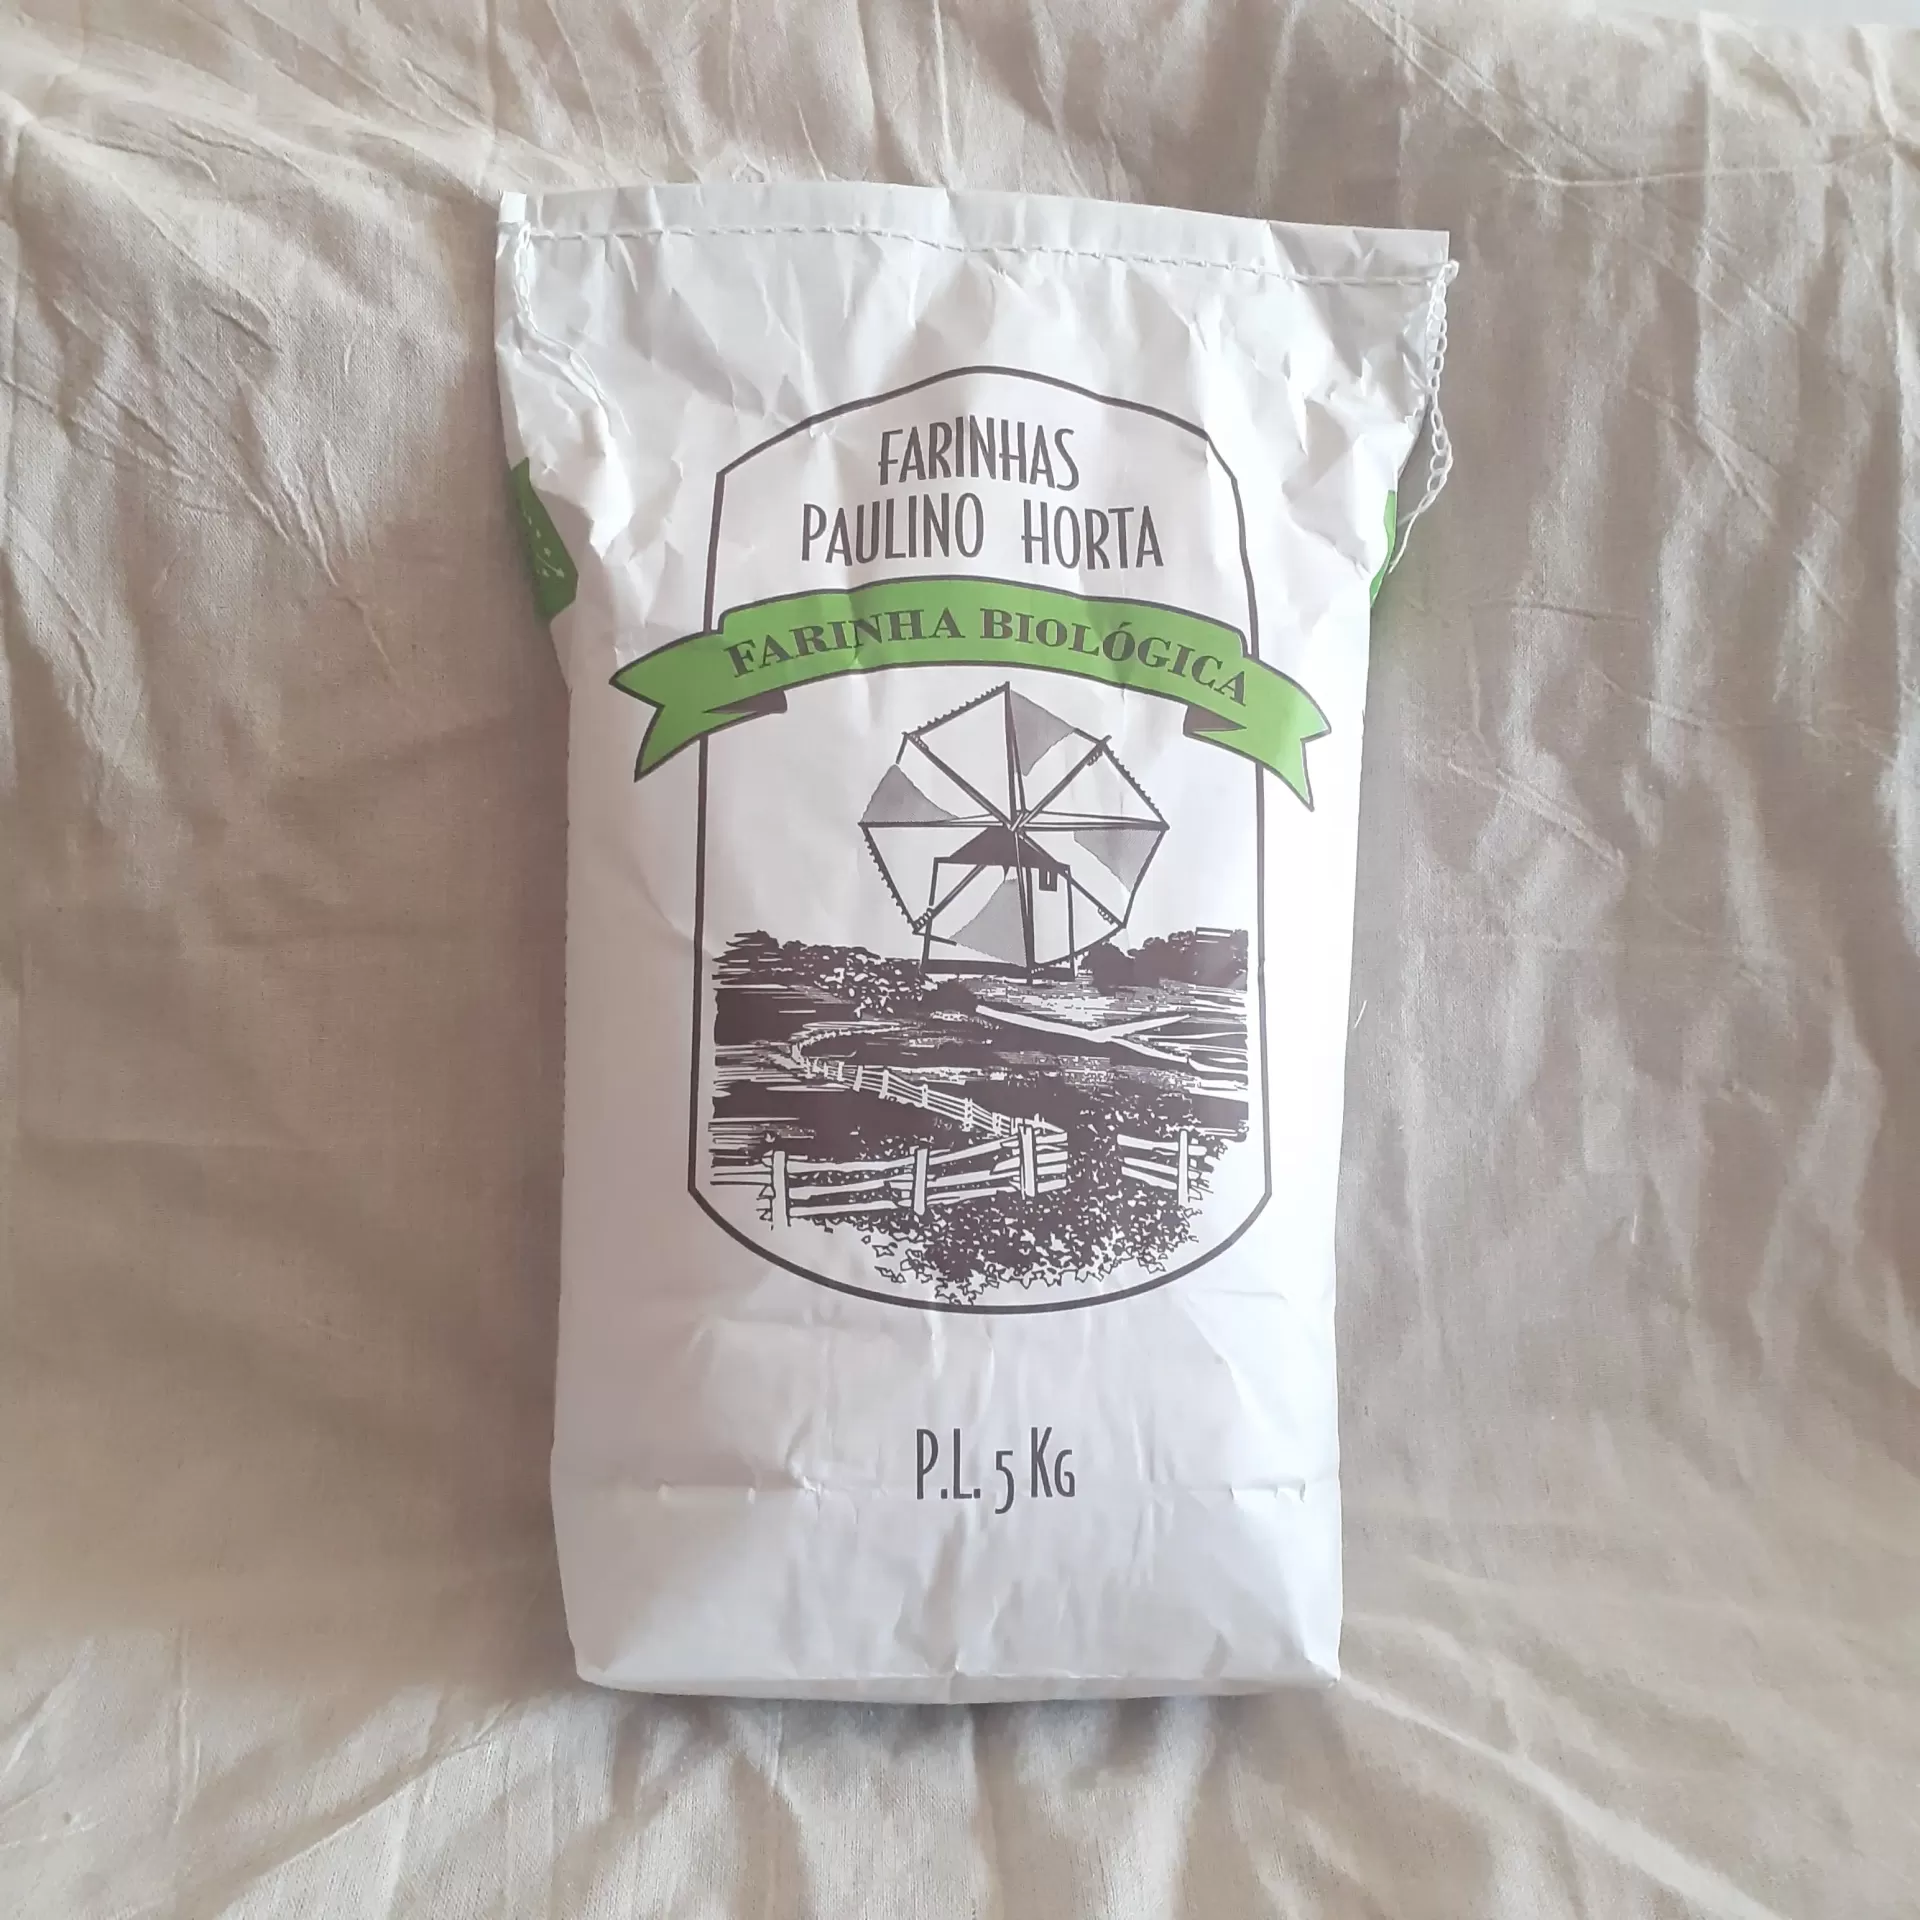 FARINHAS
PAULINO HORTA
FARINHA BIOLÓGICA
P.L. 5 KG